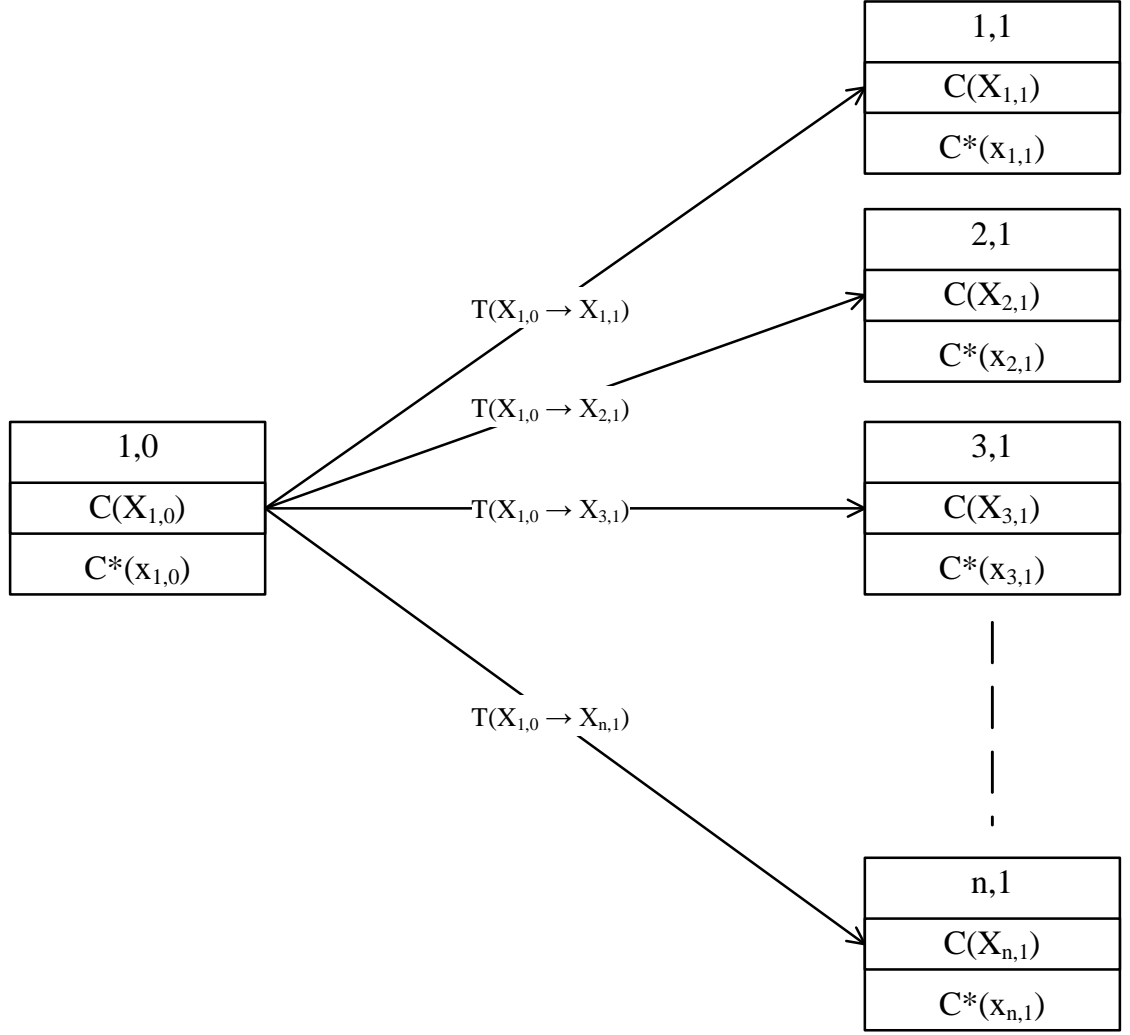 1,1
C(X₁,₁)
C*(x₁,₁)
2,1
C(X₂,₁)
C*(x₂,₁)
T(X₁,₀ → X₁,₁)
T(X₁,₀ → X₂,₁)
1,0
C(X₁,₀)
C*(x₁,₀)
T(X₁,₀ → X₃,₁)
3,1
C(X₃,₁)
C*(x₃,₁)
T(X₁,₀ → Xₙ,₁)
n,1
C(Xₙ,₁)
C*(xₙ,₁)